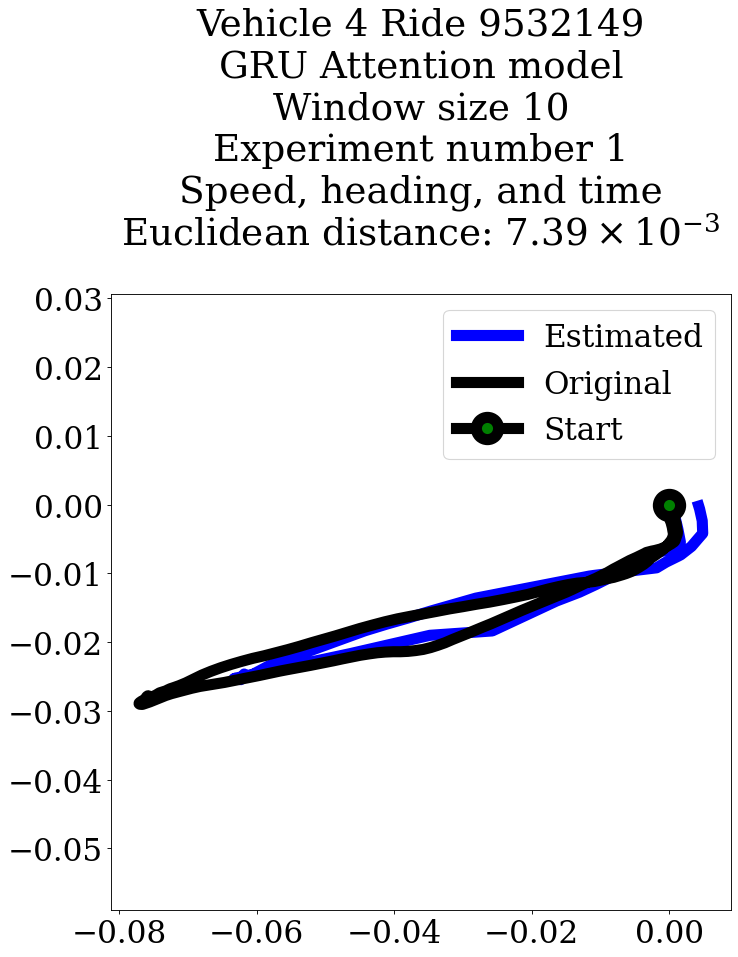 Vehicle 4 Ride 9532149
GRU Attention model
Window size 10
Experiment number 1
Speed, heading, and time
Euclidean distance: 7.39 × 10⁻³
0.03
0.02
0.01
0.00
−0.01
−0.02
−0.03
−0.04
−0.05
Estimated
Original
Start
−0.08 −0.06 −0.04 −0.02 0.00